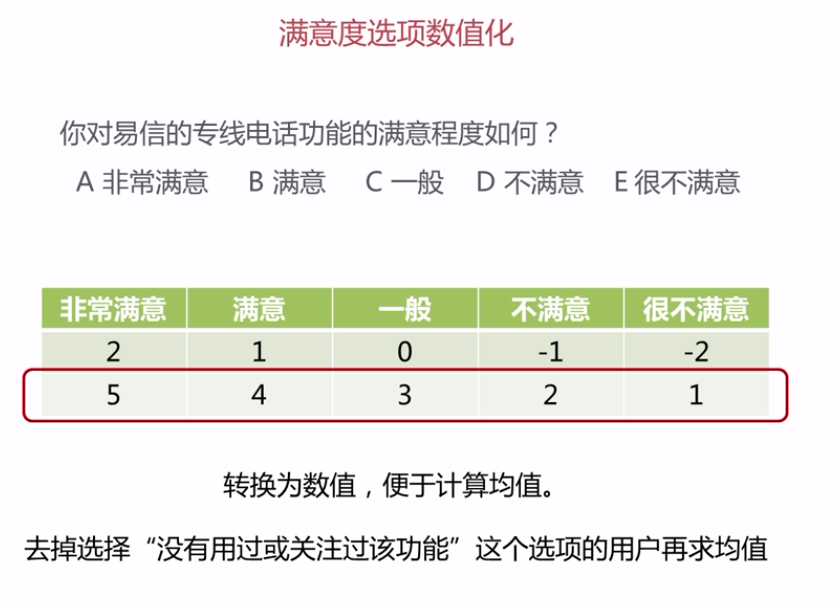 满意度选项数值化
你对易信的专线电话功能的满意程度如何？
A 非常满意 B 满意 C 一般 D 不满意 E 很不满意
非常满意 满意 一般 不满意 很不满意
2 1 0 -1 -2
5 4 3 2 1
转换为数值，便于计算均值。
去掉选择“没有用过或关注过该功能”这个选项的用户再求均值